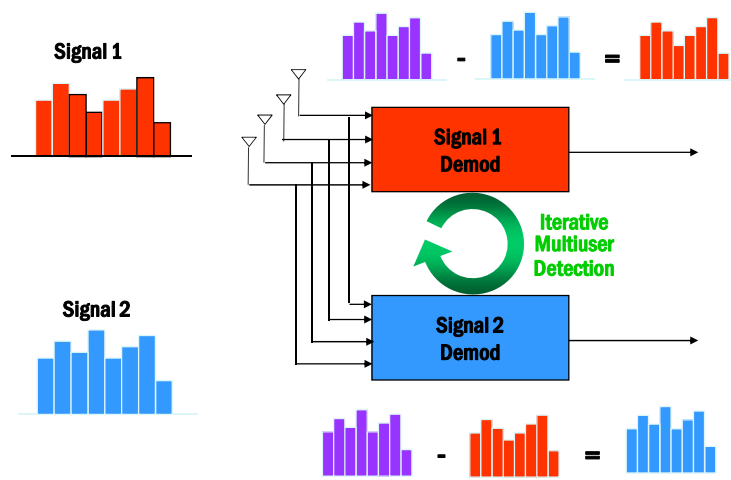 Signal 1
-
=
Signal 1
Demod
Iterative
Multiuser
Detection
Signal 2
Signal 2
Demod
-
=